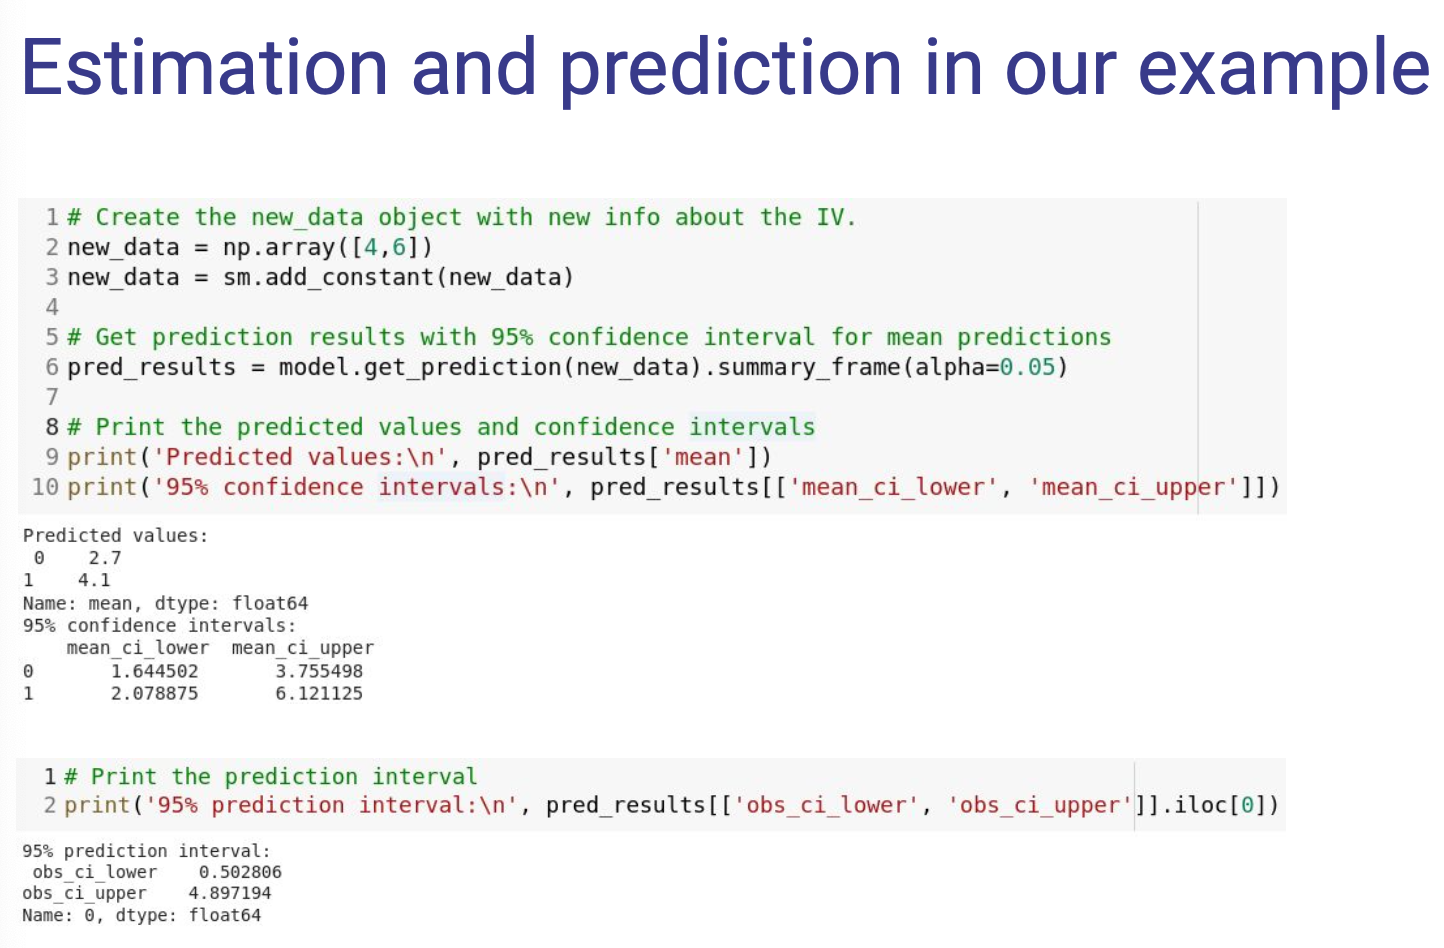 Estimation and prediction in our example
1 # Create the new_data object with new info about the IV.
2 new_data = np.array([4,6])
3 new_data = sm.add_constant(new_data)
4
5 # Get prediction results with 95% confidence interval for mean predictions
6 pred_results = model.get_prediction(new_data).summary_frame(alpha=0.05)
7
8 # Print the predicted values and confidence intervals
9 print('Predicted values:\n', pred_results['mean'])
10 print('95% confidence intervals:\n', pred_results[['mean_ci_lower', 'mean_ci_upper']])
Predicted values:
 0    2.7
1    4.1
Name: mean, dtype: float64
95% confidence intervals:
    mean_ci_lower  mean_ci_upper
0       1.644502       3.755498
1       2.078875       6.121125
1 # Print the prediction interval
2 print('95% prediction interval:\n', pred_results[['obs_ci_lower', 'obs_ci_upper']].iloc[0])
95% prediction interval:
 obs_ci_lower    0.502806
obs_ci_upper    4.897194
Name: 0, dtype: float64